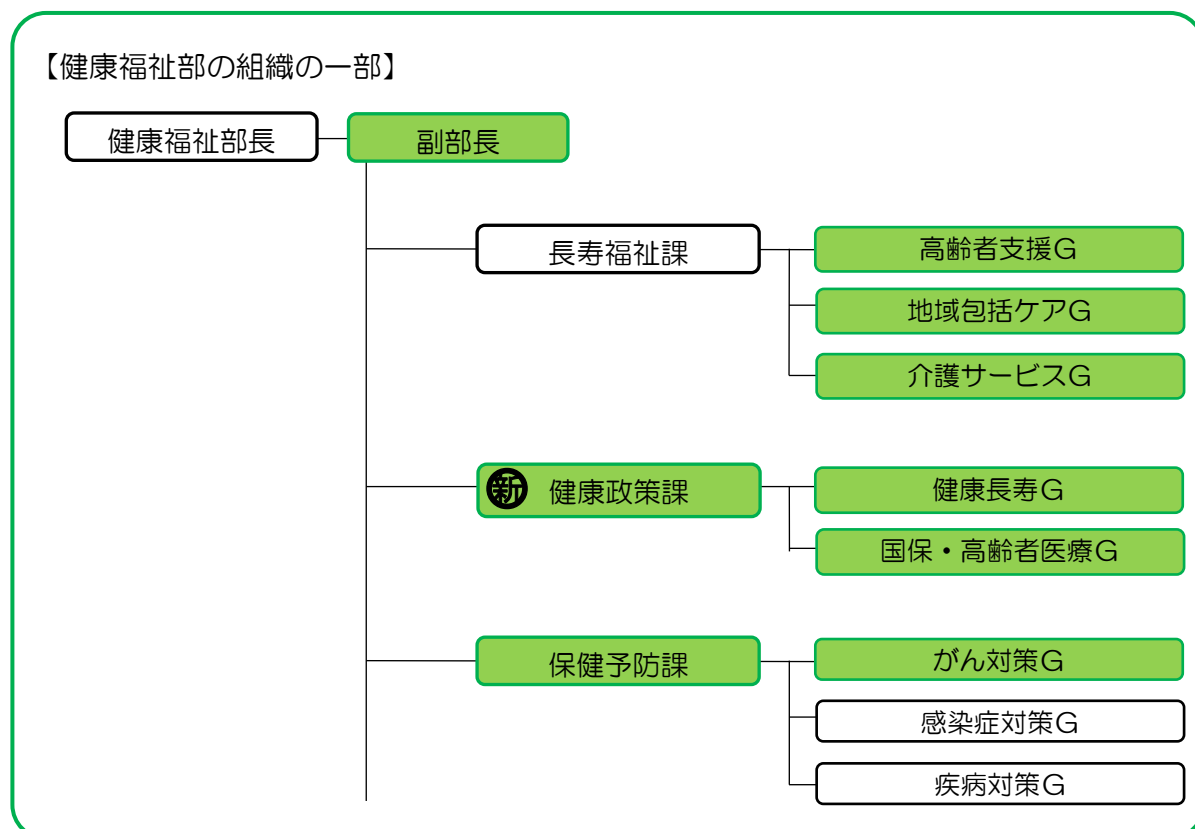 【健康福祉部の組織の一部】
健康福祉部長
副部長
長寿福祉課
高齢者支援G
地域包括ケアG
介護サービスG
新 健康政策課
健康長寿G
国保・高齢者医療G
保健予防課
がん対策G
感染症対策G
疾病対策G